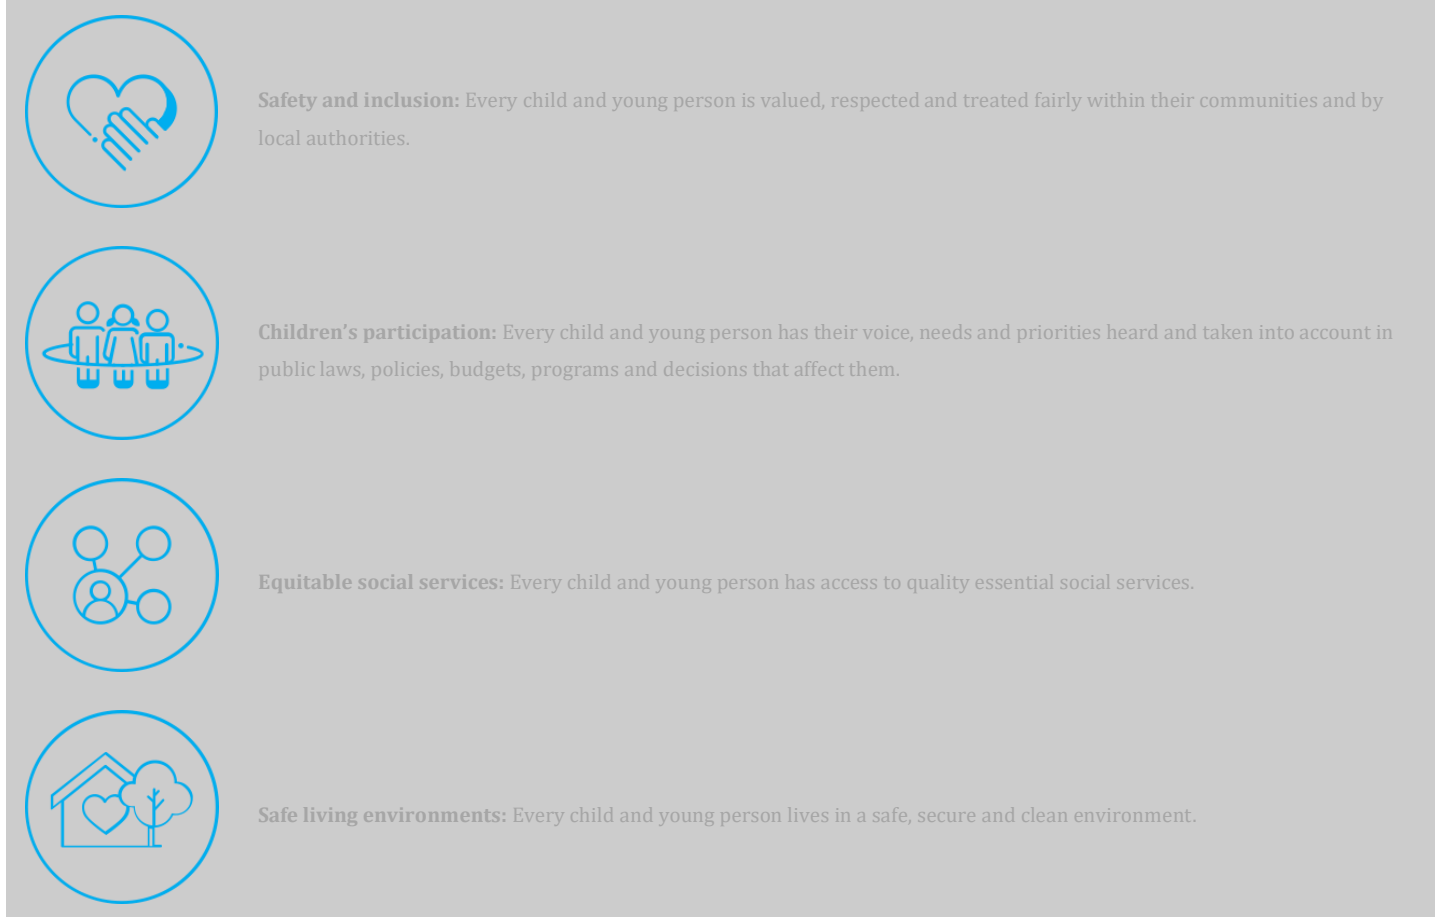 Safety and inclusion: Every child and young person is valued, respected and treated fairly within their communities and by
local authorities.
Children’s participation: Every child and young person has their voice, needs and priorities heard and taken into account in
public laws, policies, budgets, programs and decisions that affect them.
Equitable social services: Every child and young person has access to quality essential social services.
Safe living environments: Every child and young person lives in a safe, secure and clean environment.